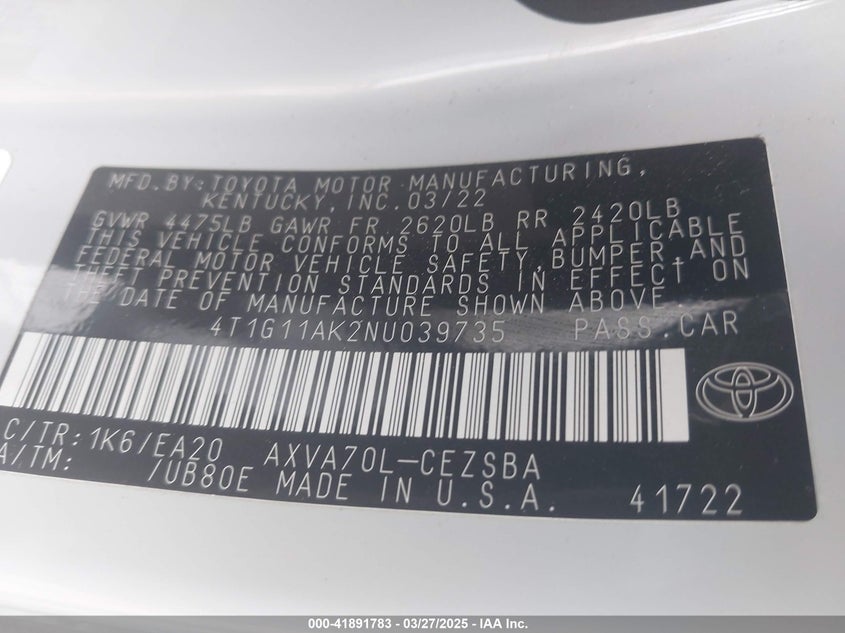 MFD.BY:TOYOTA MOTOR MANUFACTURING,
KENTUCKY,INC.03/22
GVWR 4475LB GAWR FR 2620LB RR 2420LB
THIS VEHICLE CONFORMS TO ALL APPLICABLE
FEDERAL MOTOR VEHICLE SAFETY,BUMPER,AND
THEFT PREVENTION STANDARDS IN EFFECT ON
THE DATE OF MANUFACTURE SHOWN ABOVE.
4T1G11AK2NU039735 PASS.CAR
C/TR:1K6/EA20 AXVA70L-CEZSBA
A/TM: /UB80E MADE IN U.S.A. 41722
000-41891783 - 03/27/2025 - IAA Inc.